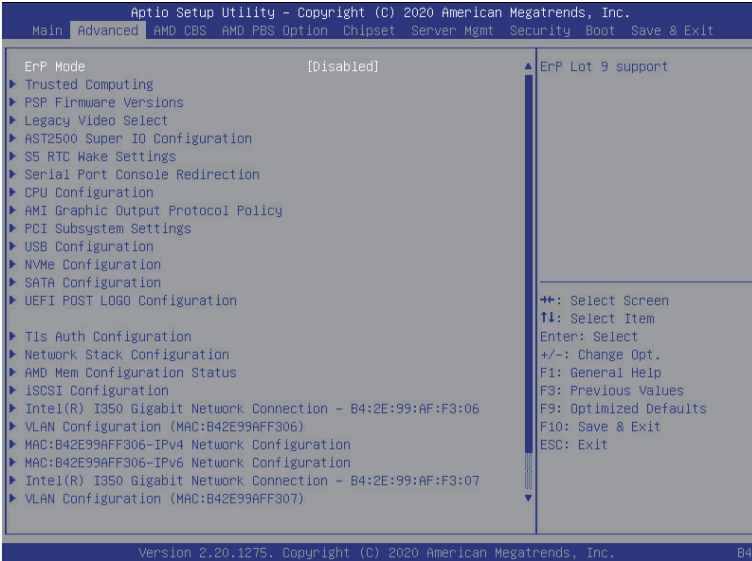 Aptio Setup Utility – Copyright (C) 2020 American Megatrends, Inc.
Main Advanced AMD CBS AMD PBS Option Chipset Server Mgmt Security Boot Save & Exit
ErP Mode [Disabled]
Trusted Computing
PSP Firmware Versions
Legacy Video Select
AST2500 Super IO Configuration
S5 RTC Wake Settings
Serial Port Console Redirection
CPU Configuration
AMI Graphic Output Protocol Policy
PCI Subsystem Settings
USB Configuration
NVMe Configuration
SATA Configuration
UEFI POST LOGO Configuration
Tls Auth Configuration
Network Stack Configuration
AMD Mem Configuration Status
iSCSI Configuration
Intel(R) I350 Gigabit Network Connection – B4:2E:99:AF:F3:06
VLAN Configuration (MAC:B42E99AFF306)
MAC:B42E99AFF306-IPv4 Network Configuration
MAC:B42E99AFF306-IPv6 Network Configuration
Intel(R) I350 Gigabit Network Connection – B4:2E:99:AF:F3:07
VLAN Configuration (MAC:B42E99AFF307)
ErP Lot 9 support
→←: Select Screen
↑↓: Select Item
Enter: Select
+/-: Change Opt.
F1: General Help
F3: Previous Values
F9: Optimized Defaults
F10: Save & Exit
ESC: Exit
Version 2.20.1275. Copyright (C) 2020 American Megatrends, Inc.
B4